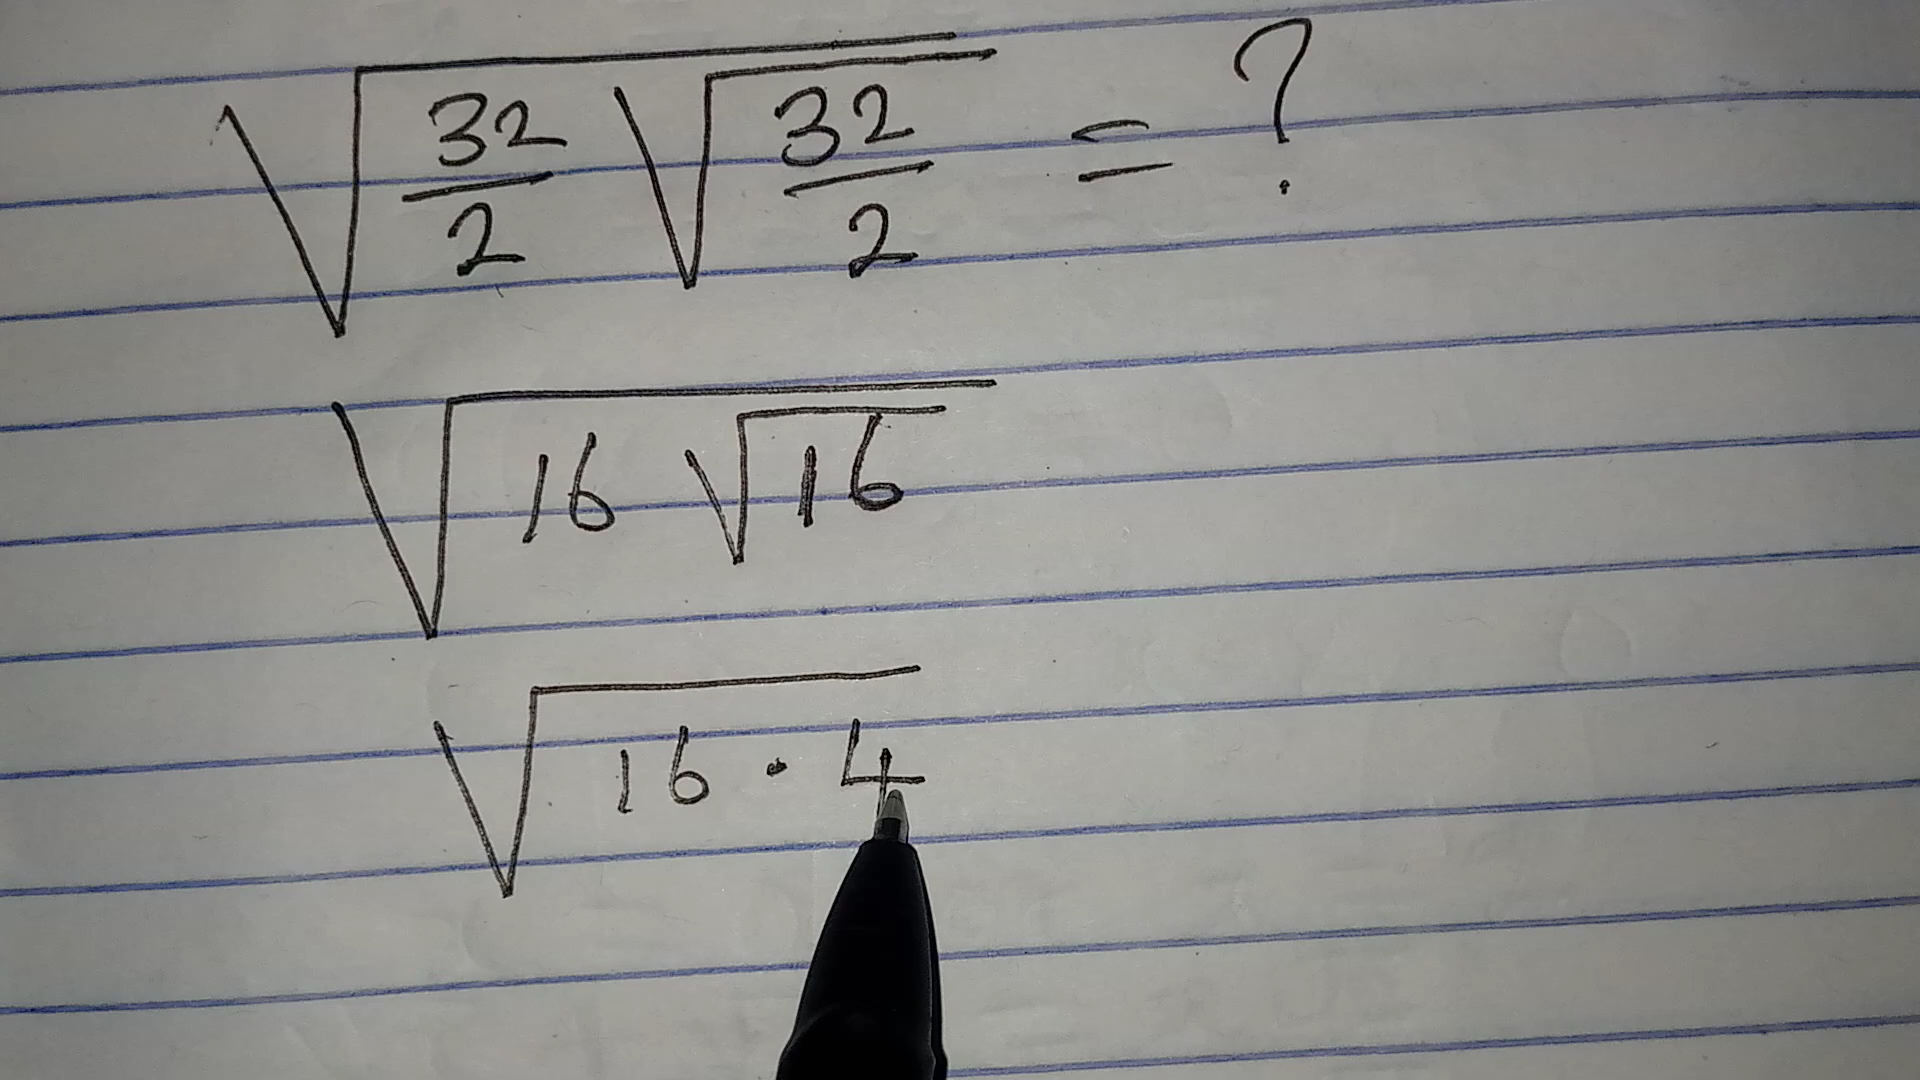 √(32/2 √(32/2)) = ?
√(16 √16)
√(16 · 4)